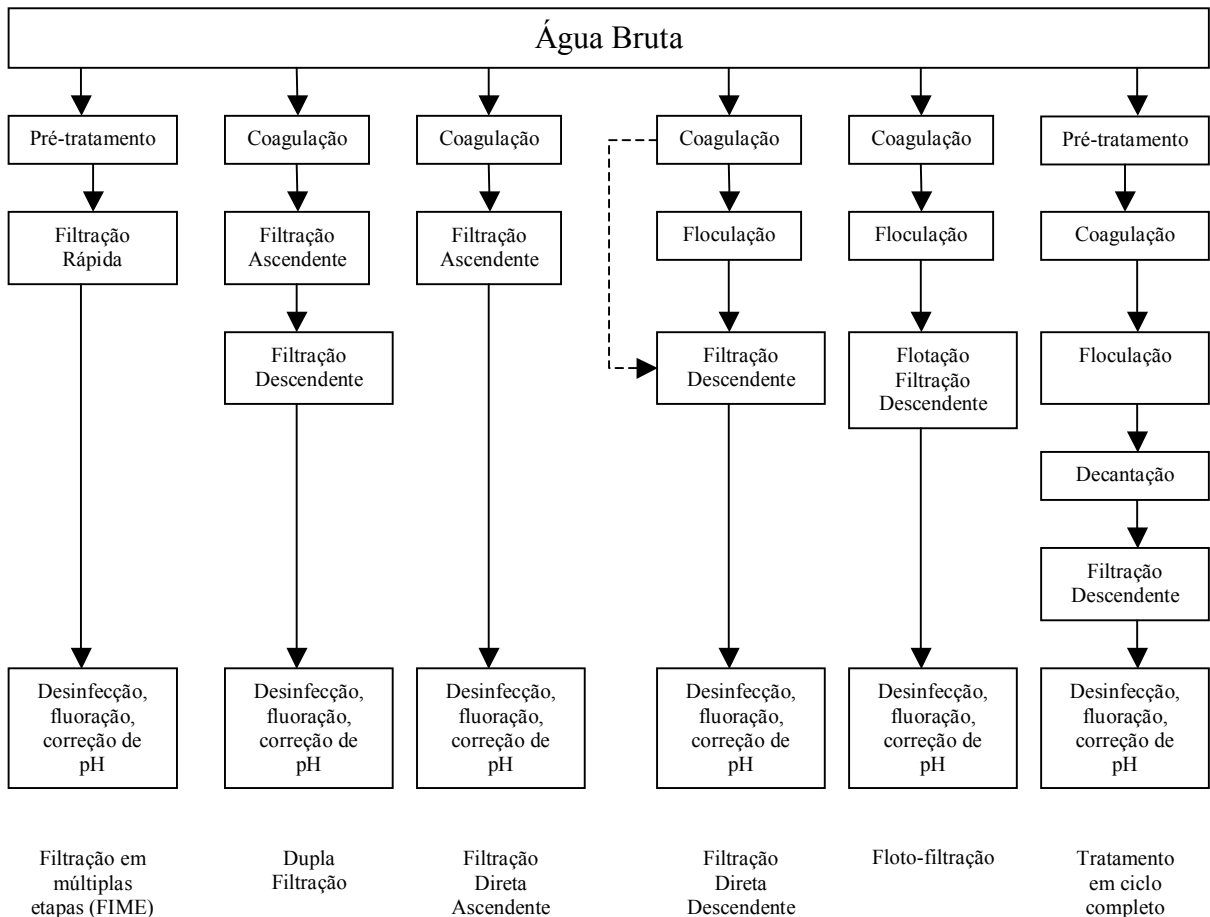 Água Bruta
Pré-tratamento
Filtração
Rápida
Desinfecção,
fluoração,
correção de
pH
Filtração em
múltiplas
etapas (FIME)
Coagulação
Filtração
Ascendente
Filtração
Descendente
Desinfecção,
fluoração,
correção de
pH
Dupla
Filtração
Coagulação
Filtração
Ascendente
Desinfecção,
fluoração,
correção de
pH
Filtração
Direta
Ascendente
Coagulação
Floculação
Filtração
Descendente
Desinfecção,
fluoração,
correção de
pH
Filtração
Direta
Descendente
Coagulação
Floculação
Flotação
Filtração
Descendente
Desinfecção,
fluoração,
correção de
pH
Floto-filtração
Pré-tratamento
Coagulação
Floculação
Decantação
Filtração
Descendente
Desinfecção,
fluoração,
correção de
pH
Tratamento
em ciclo
completo